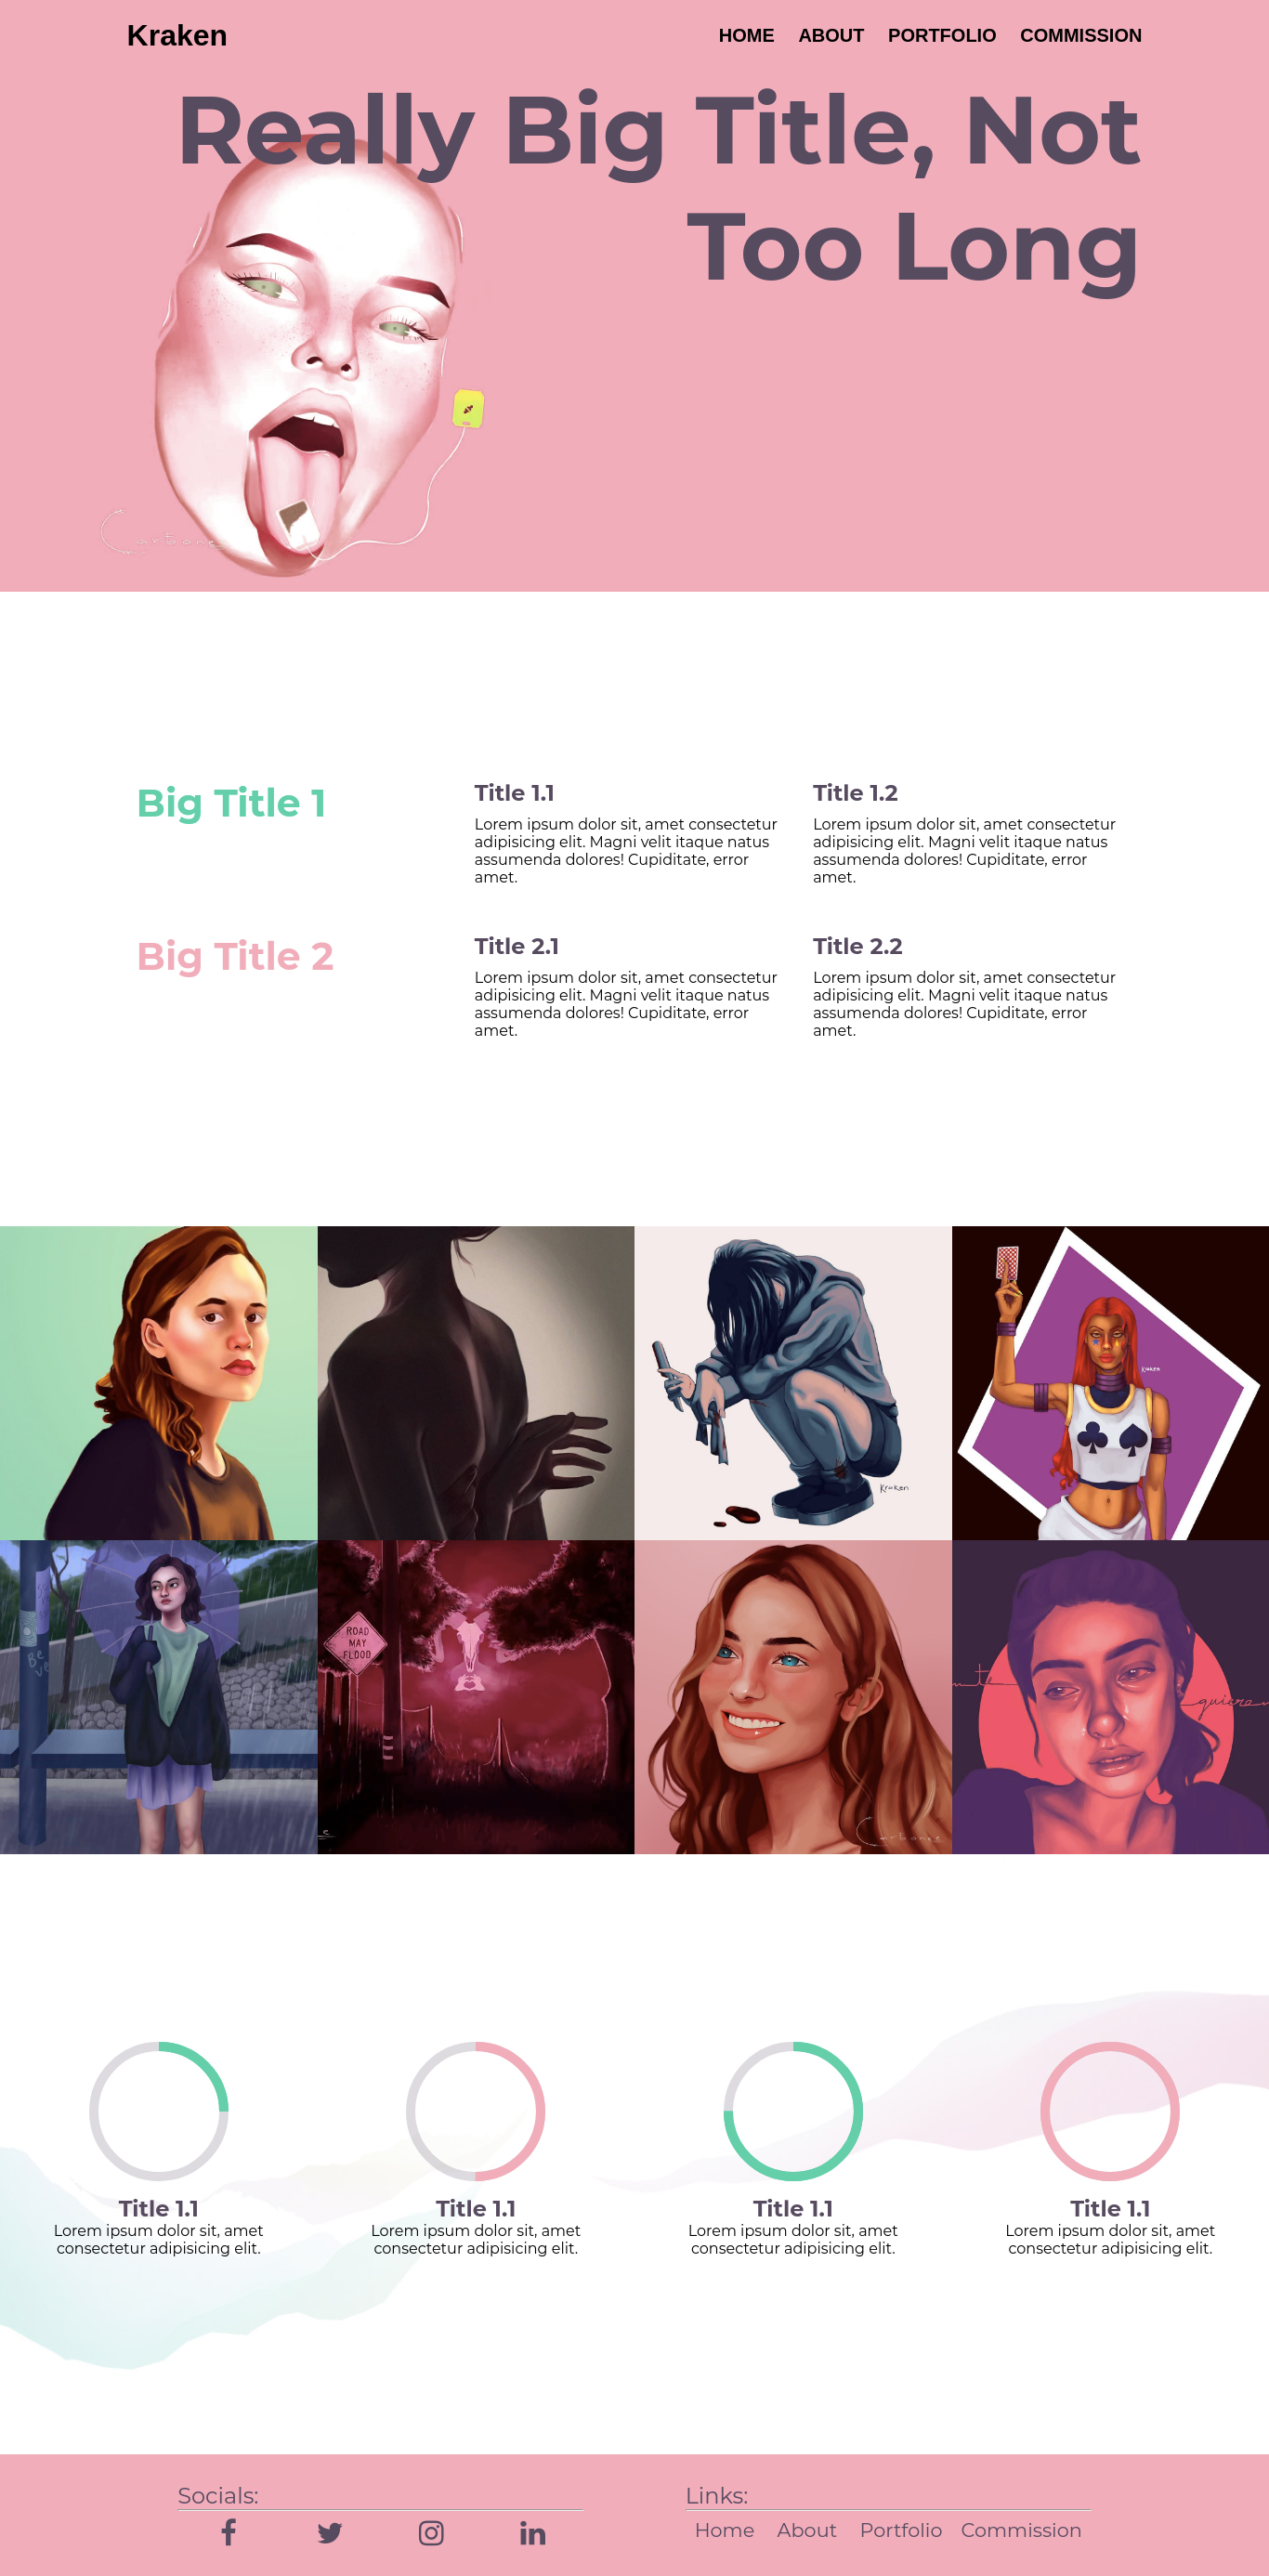 Kraken
HOME ABOUT PORTFOLIO COMMISSION
Really Big Title, Not
Too Long
Carbone
Big Title 1
Title 1.1
Lorem ipsum dolor sit, amet consectetur
adipisicing elit. Magni velit itaque natus
assumenda dolores! Cupiditate, error
amet.
Title 1.2
Lorem ipsum dolor sit, amet consectetur
adipisicing elit. Magni velit itaque natus
assumenda dolores! Cupiditate, error
amet.
Big Title 2
Title 2.1
Lorem ipsum dolor sit, amet consectetur
adipisicing elit. Magni velit itaque natus
assumenda dolores! Cupiditate, error
amet.
Title 2.2
Lorem ipsum dolor sit, amet consectetur
adipisicing elit. Magni velit itaque natus
assumenda dolores! Cupiditate, error
amet.
Kraken
KRAKEN
Be
ve
ROAD
MAY
FLOOD
Carbone
quieran
Title 1.1
Lorem ipsum dolor sit, amet
consectetur adipisicing elit.
Title 1.1
Lorem ipsum dolor sit, amet
consectetur adipisicing elit.
Title 1.1
Lorem ipsum dolor sit, amet
consectetur adipisicing elit.
Title 1.1
Lorem ipsum dolor sit, amet
consectetur adipisicing elit.
Socials:
Links:
Home About Portfolio Commission